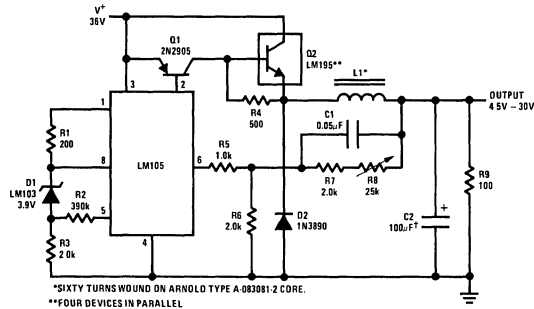 V+
36V
Q1
2N2905
Q2
LM195**
L1*
OUTPUT
4 5V – 30V
3
2
1
R4
500
C1
0.05µF
R1
200
LM105
R5
1.0k
6
8
R7
2.0k
R8
25k
R9
100
D1
LM103
3.9V
R2
390k
5
R6
2.0k
D2
1N3890
C2
100µF†
+
R3
2 0k
4
*SIXTY TURNS WOUND ON ARNOLD TYPE A-083081-2 CORE.
**FOUR DEVICES IN PARALLEL